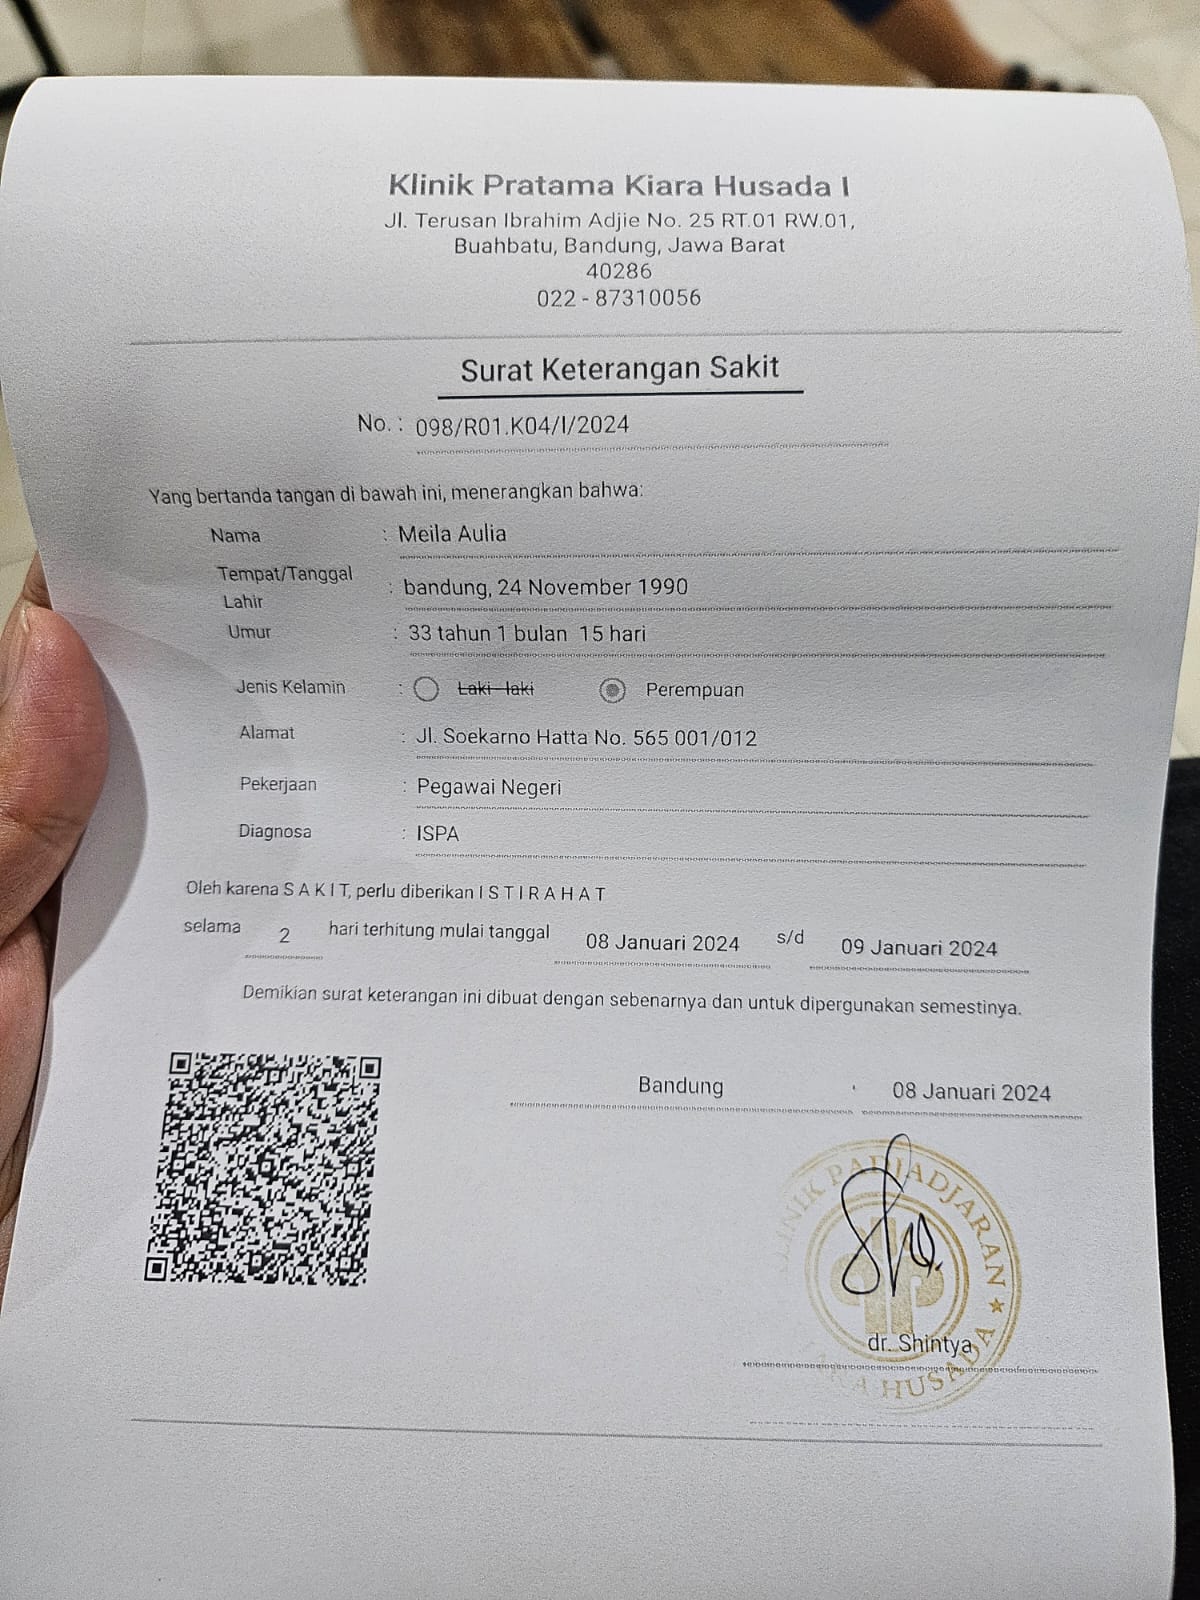 Klinik Pratama Kiara Husada I
Jl. Terusan Ibrahim Adjie No. 25 RT.01 RW.01,
Buahbatu, Bandung, Jawa Barat
40286
022 - 87310056
Surat Keterangan Sakit
No. : 098/R01.K04/I/2024
Yang bertanda tangan di bawah ini, menerangkan bahwa:
Nama : Meila Aulia
Tempat/Tanggal Lahir : bandung, 24 November 1990
Umur : 33 tahun 1 bulan 15 hari
Jenis Kelamin : Laki-laki Perempuan
Alamat : Jl. Soekarno Hatta No. 565 001/012
Pekerjaan : Pegawai Negeri
Diagnosa : ISPA
Oleh karena S A K I T, perlu diberikan I S T I R A H A T
selama 2 hari terhitung mulai tanggal 08 Januari 2024 s/d 09 Januari 2024
Demikian surat keterangan ini dibuat dengan sebenarnya dan untuk dipergunakan semestinya.
Bandung , 08 Januari 2024
PADJADJARAN
dr. Shintya
HUSADA